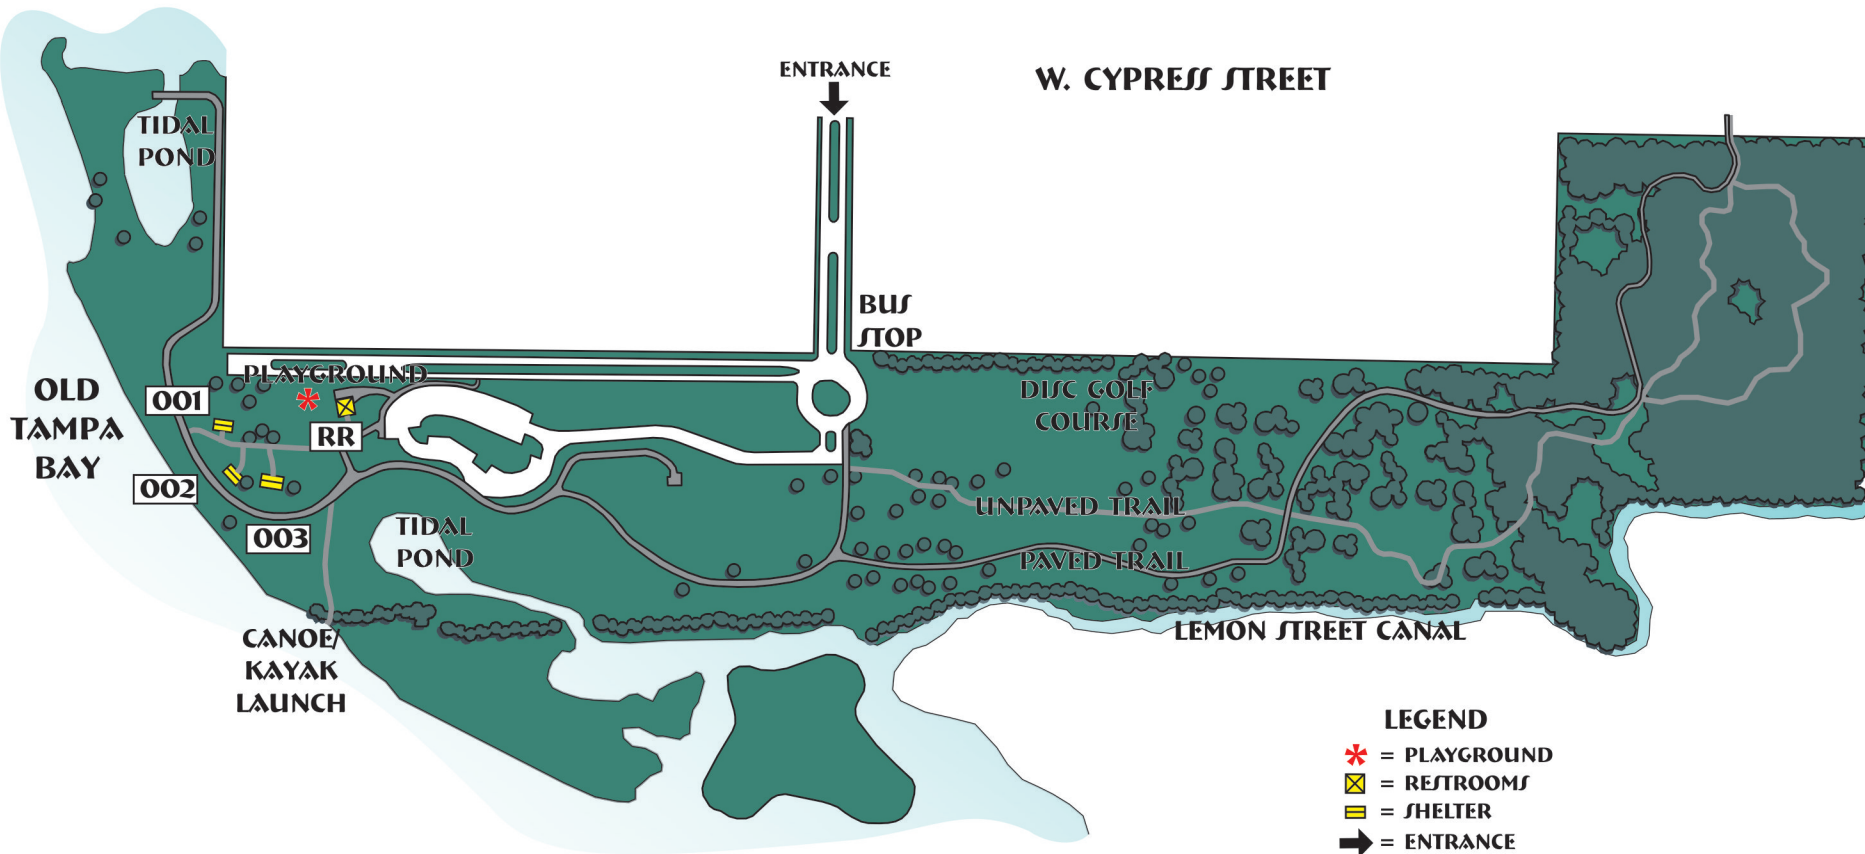 ENTRANCE
W. CYPRESS STREET
TIDAL
POND
BUS
STOP
PLAYGROUND
OLD
TAMPA
BAY
001
RR
002
003
DISC GOLF
COURSE
UNPAVED TRAIL
TIDAL
POND
PAVED TRAIL
CANOE/
KAYAK
LAUNCH
LEMON STREET CANAL
LEGEND
* = PLAYGROUND
= RESTROOMS
= SHELTER
= ENTRANCE